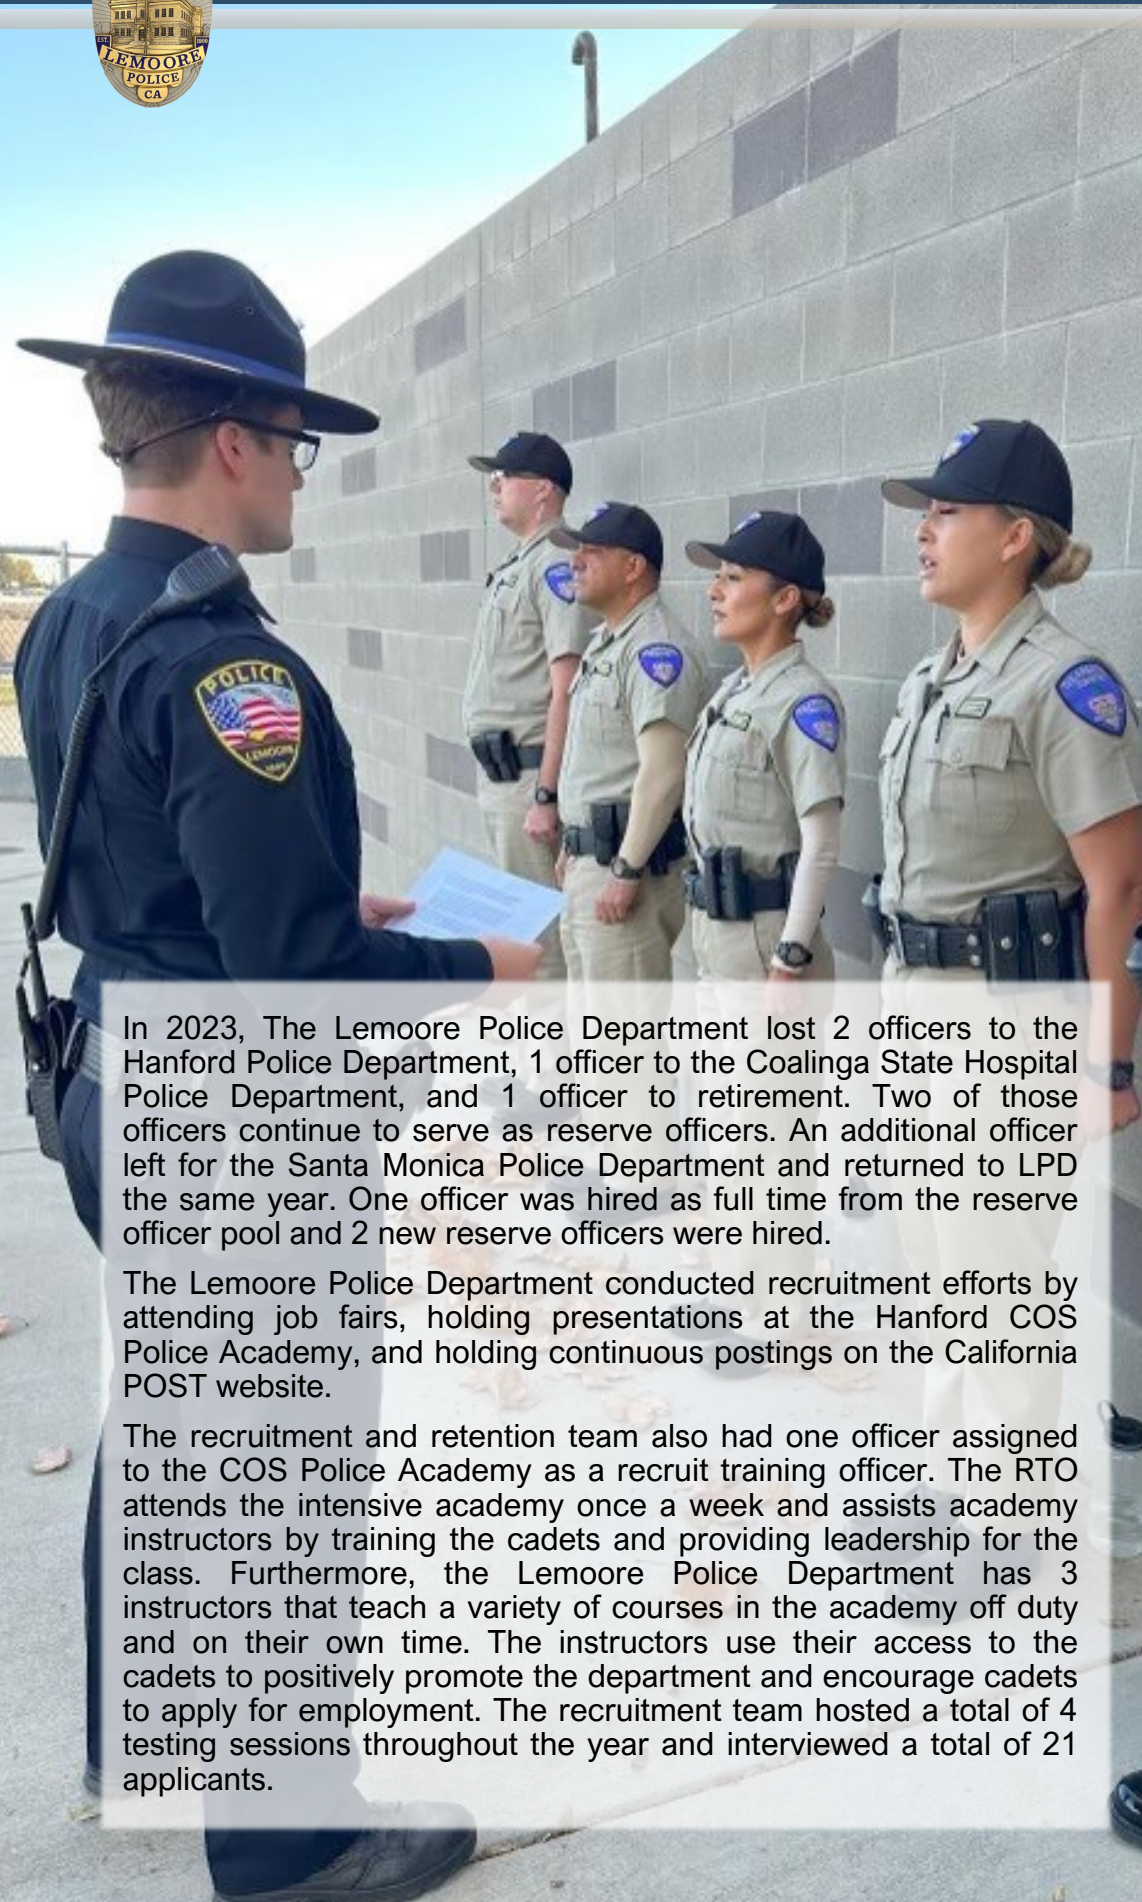 EST. 1900
LEMOORE
POLICE
CA
POLICE
LEMOORE
In 2023, The Lemoore Police Department lost 2 officers to the
Hanford Police Department, 1 officer to the Coalinga State Hospital
Police Department, and 1 officer to retirement. Two of those
officers continue to serve as reserve officers. An additional officer
left for the Santa Monica Police Department and returned to LPD
the same year. One officer was hired as full time from the reserve
officer pool and 2 new reserve officers were hired.
The Lemoore Police Department conducted recruitment efforts by
attending job fairs, holding presentations at the Hanford COS
Police Academy, and holding continuous postings on the California
POST website.
The recruitment and retention team also had one officer assigned
to the COS Police Academy as a recruit training officer. The RTO
attends the intensive academy once a week and assists academy
instructors by training the cadets and providing leadership for the
class. Furthermore, the Lemoore Police Department has 3
instructors that teach a variety of courses in the academy off duty
and on their own time. The instructors use their access to the
cadets to positively promote the department and encourage cadets
to apply for employment. The recruitment team hosted a total of 4
testing sessions throughout the year and interviewed a total of 21
applicants.